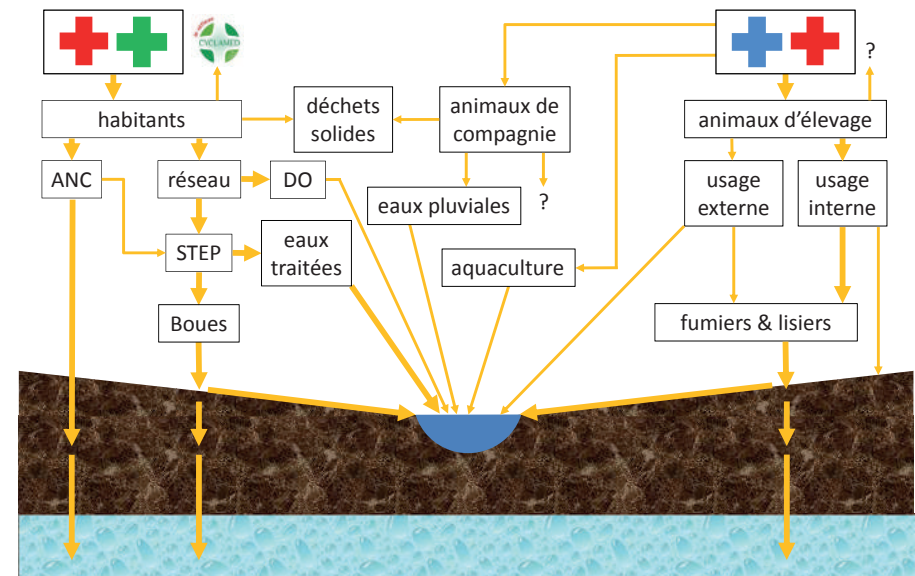 CYCLAMED
?
habitants
déchets
solides
animaux de
compagnie
animaux d'élevage
ANC
réseau
DO
eaux pluviales
?
usage
externe
usage
interne
STEP
eaux
traitées
aquaculture
Boues
fumiers & lisiers